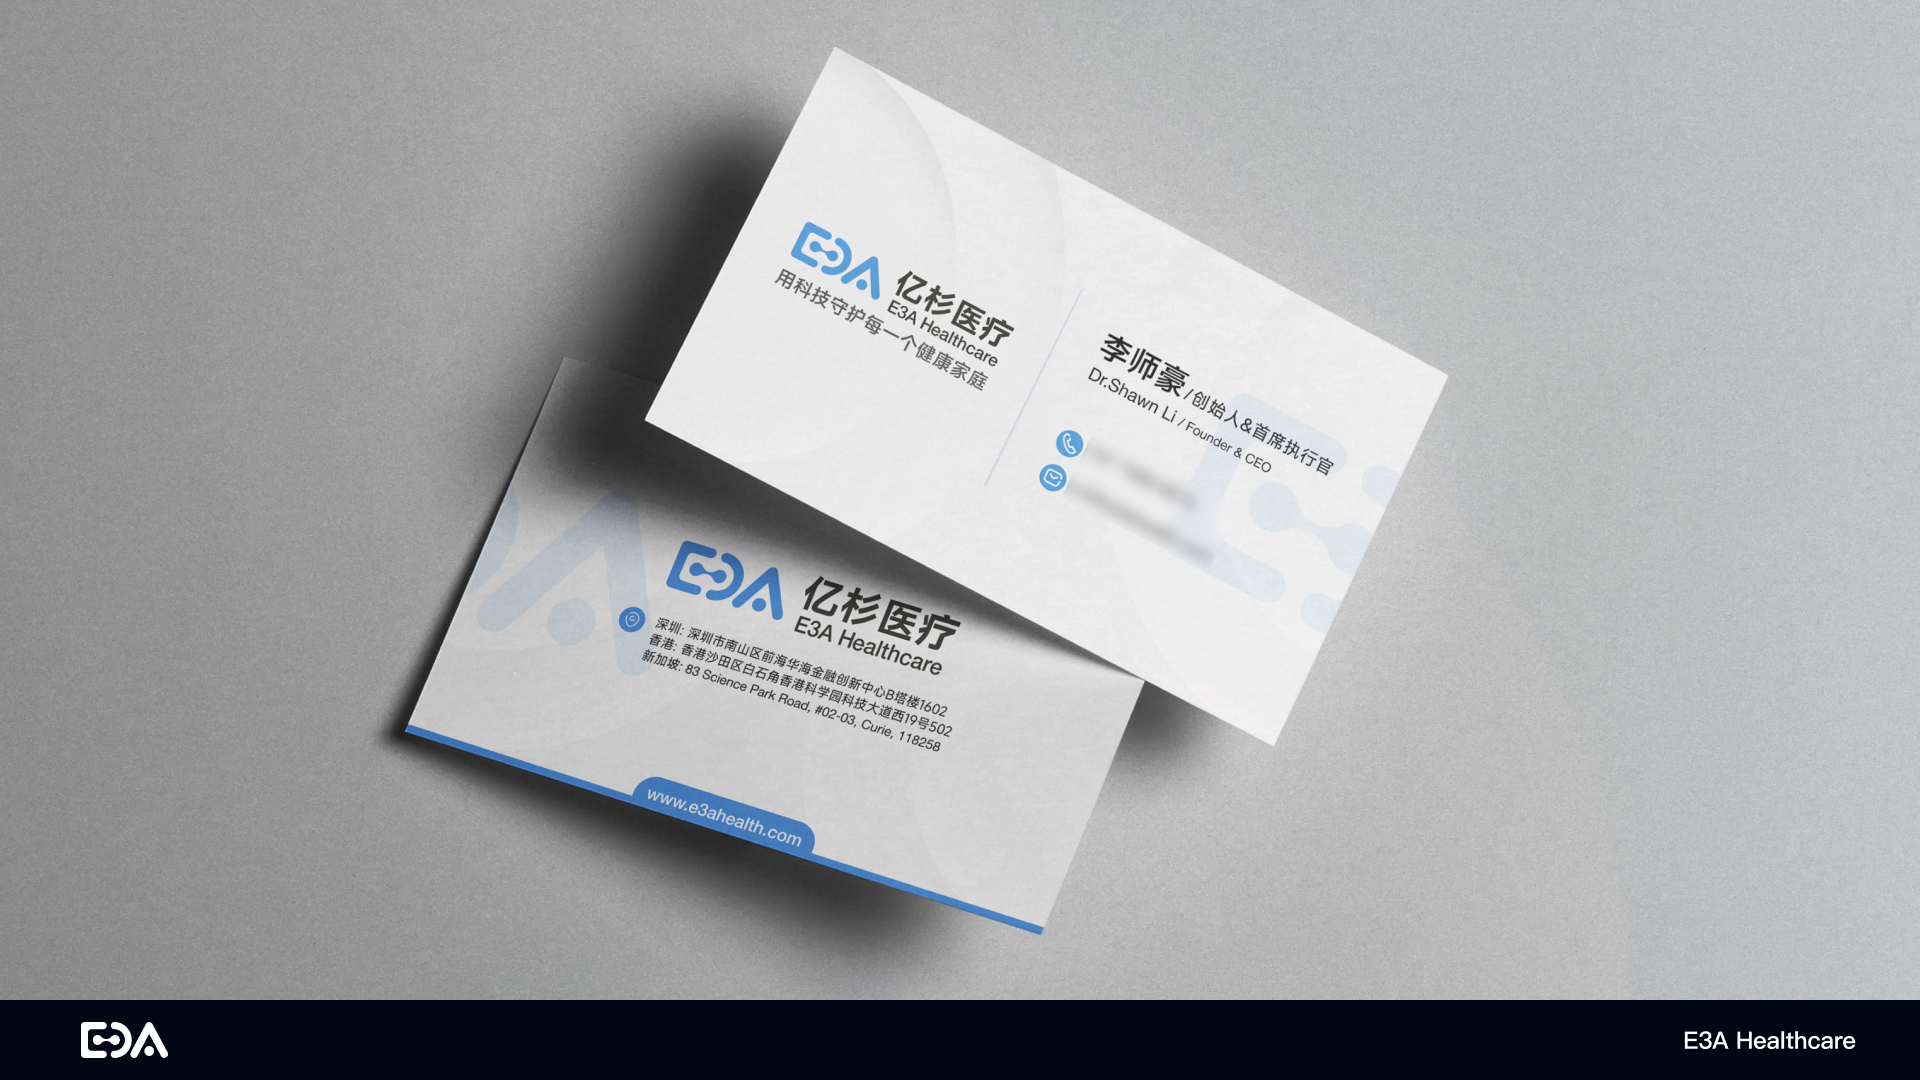 E3A 亿杉医疗
E3A Healthcare
用科技守护每一个健康家庭
李师豪/创始人&首席执行官
Dr.Shawn Li / Founder & CEO
E3A 亿杉医疗
E3A Healthcare
深圳: 深圳市南山区前海华海金融创新中心B塔楼1602
香港: 香港沙田区白石角香港科学园科技大道西19号502
新加坡: 83 Science Park Road, #02-03, Curie, 118258
www.e3ahealth.com
E3A
E3A Healthcare